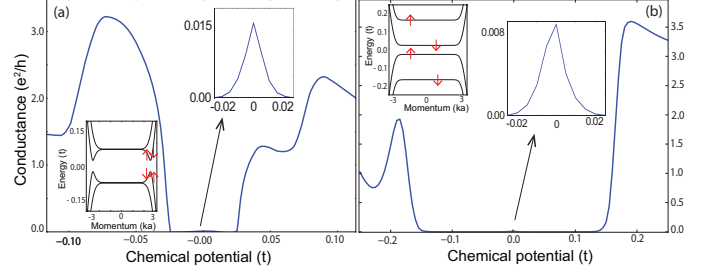 (a)
Conductance (e²/h)
3.0
2.0
1.0
0.0
0.015
0.00
-0.02 0 0.02
Energy (t)
0.15
- 0.15
-3 0 3
Momentum (ka)
-0.10 -0.05 -0.00 0.05 0.10
Chemical potential (t)
(b)
Energy (t)
0.2
0.1
0.0
- 0.1
- 0.2
-3 3
Momentum (ka)
0.008
0.00
-0.02 0 0.02
3.5
3.0
2.5
2.0
1.5
1.0
0.5
0.0
-0.2 -0.1 0.0 0.1 0.2
Chemical potential (t)